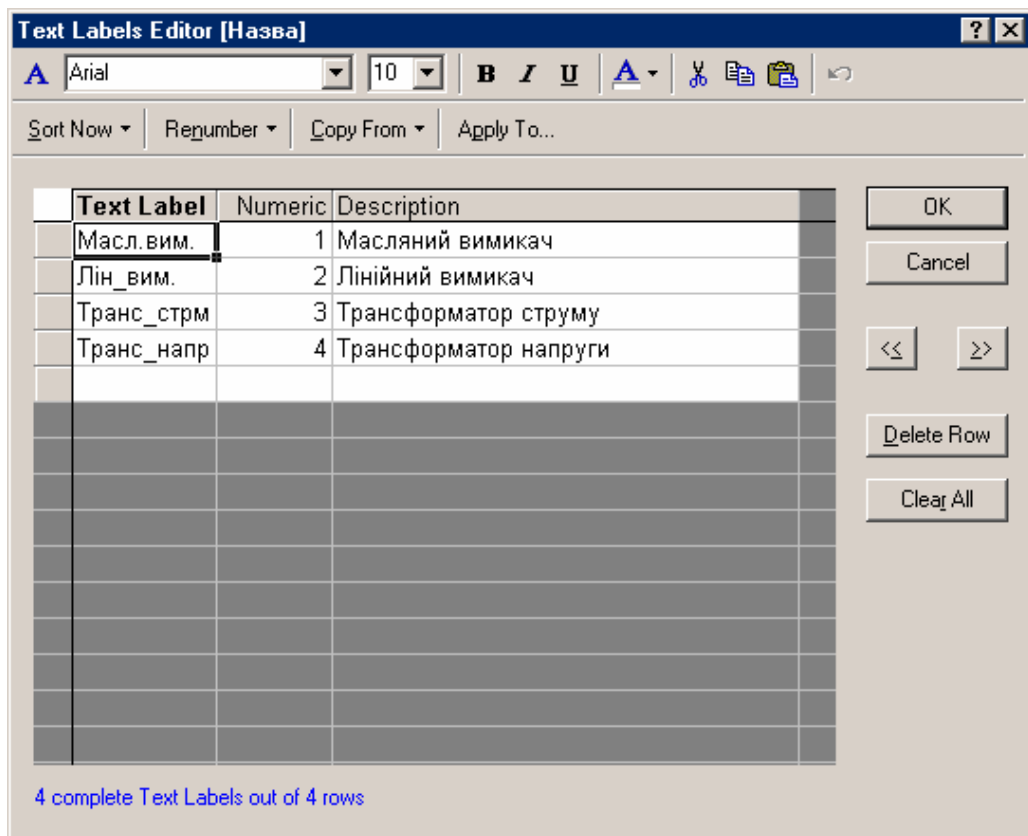 Text Labels Editor [Назва]
A Arial 10 B I U A
Sort Now Renumber Copy From Apply To...
Text Label Numeric Description
Масл.вим. 1 Масляний вимикач
Лін_вим. 2 Лінійний вимикач
Транс_стрм 3 Трансформатор струму
Транс_напр 4 Трансформатор напруги
OK
Cancel
<< >>
Delete Row
Clear All
4 complete Text Labels out of 4 rows